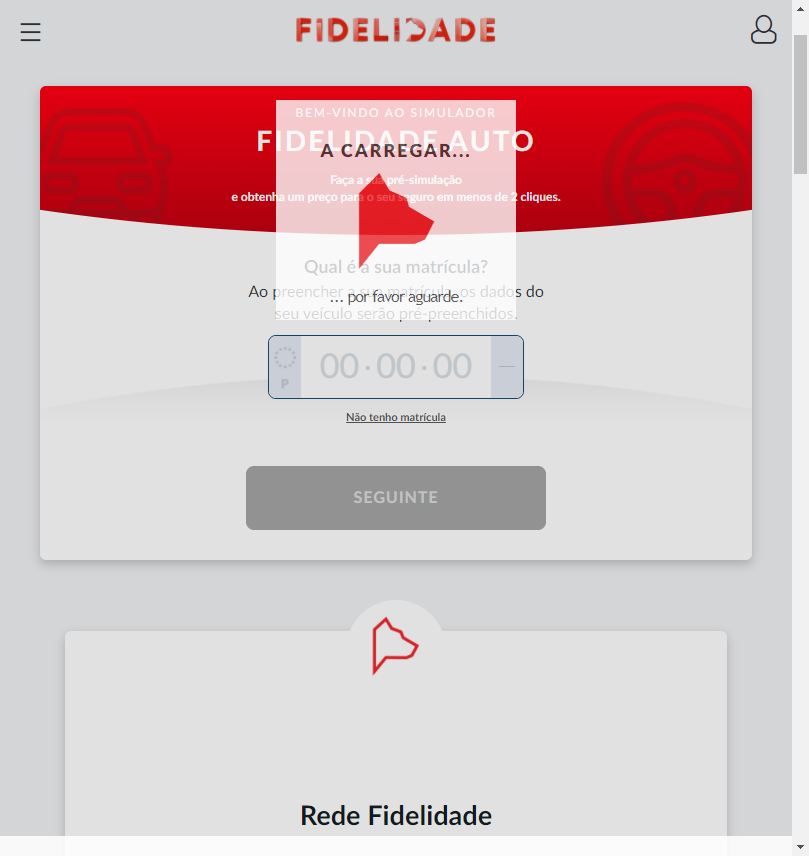 FIDELIDADE
BEM-VINDO AO SIMULADOR
FIDELIDADE AUTO
A CARREGAR...
Faça a sua pré-simulação
e obtenha um preço para o seu seguro em menos de 2 cliques.
Qual é a sua matrícula?
Ao preencher a sua matrícula, os dados do
... por favor aguarde.
seu veículo serão pré-preenchidos.
00·00·00
P
Não tenho matrícula
SEGUINTE
Rede Fidelidade